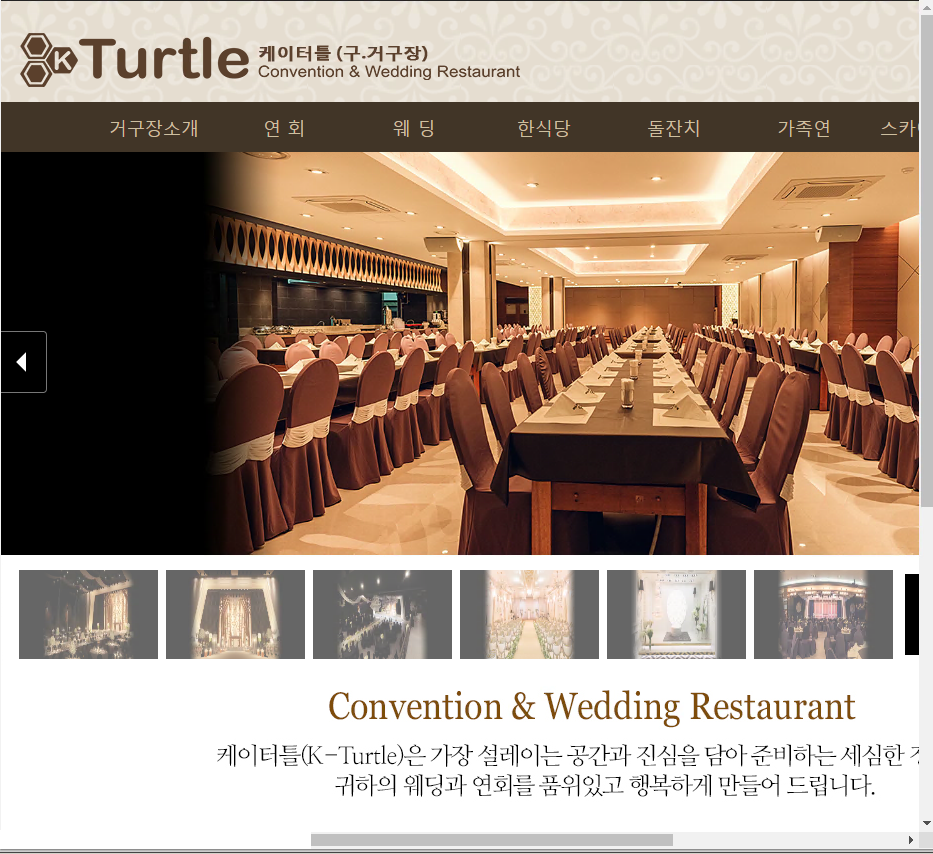 K Turtle 케이터틀 (구.거구장)
Convention & Wedding Restaurant
거구장소개 연 회 웨 딩 한식당 돌잔치 가족연 스카
Convention & Wedding Restaurant
케이터틀(K-Turtle)은 가장 설레이는 공간과 진심을 담아 준비하는 세심한
귀하의 웨딩과 연회를 품위있고 행복하게 만들어 드립니다.